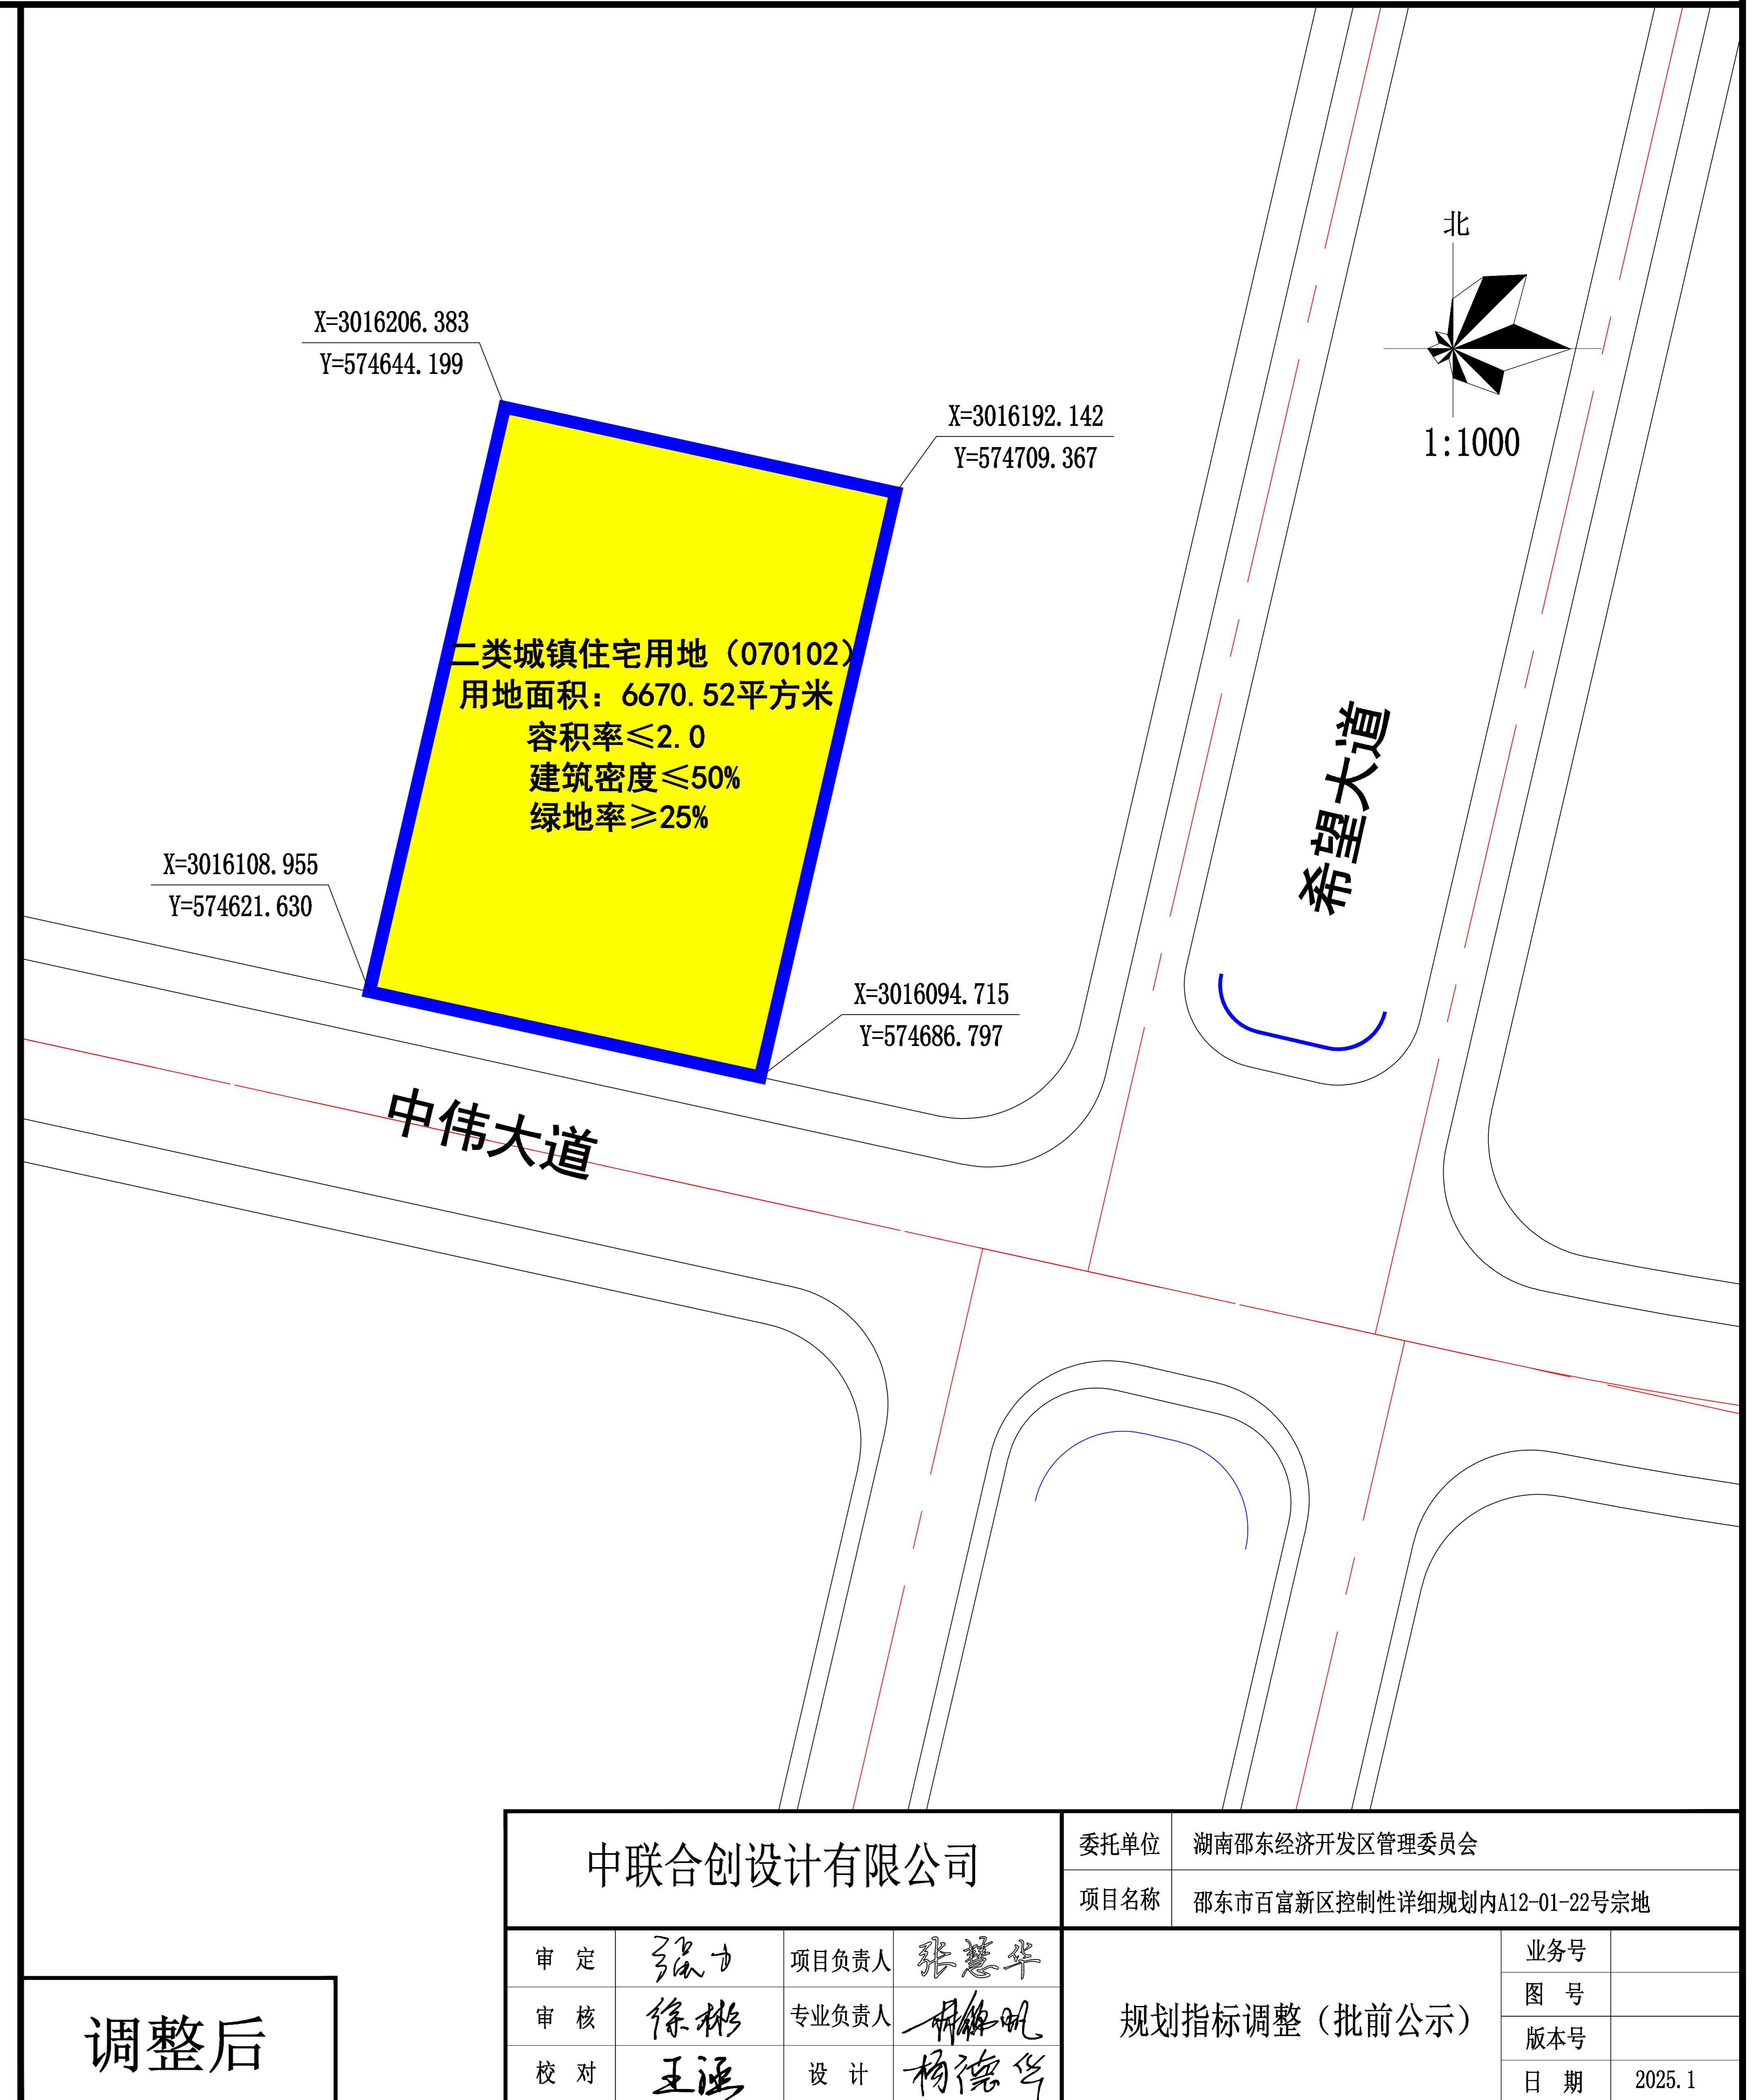 北
1:1000
X=3016206.383
Y=574644.199
X=3016192.142
Y=574709.367
二类城镇住宅用地（070102）
用地面积：6670.52平方米
容积率≤2.0
建筑密度≤50%
绿地率≥25%
希望大道
X=3016108.955
Y=574621.630
X=3016094.715
Y=574686.797
中伟大道
中联合创设计有限公司
委托单位 湖南邵东经济开发区管理委员会
项目名称 邵东市百富新区控制性详细规划内A12-01-22号宗地
审 定 项目负责人 张慧华
审 核 徐彬 专业负责人
校 对 设 计 杨德华
规划指标调整（批前公示）
业务号
图 号
版本号
日 期 2025.1
调整后